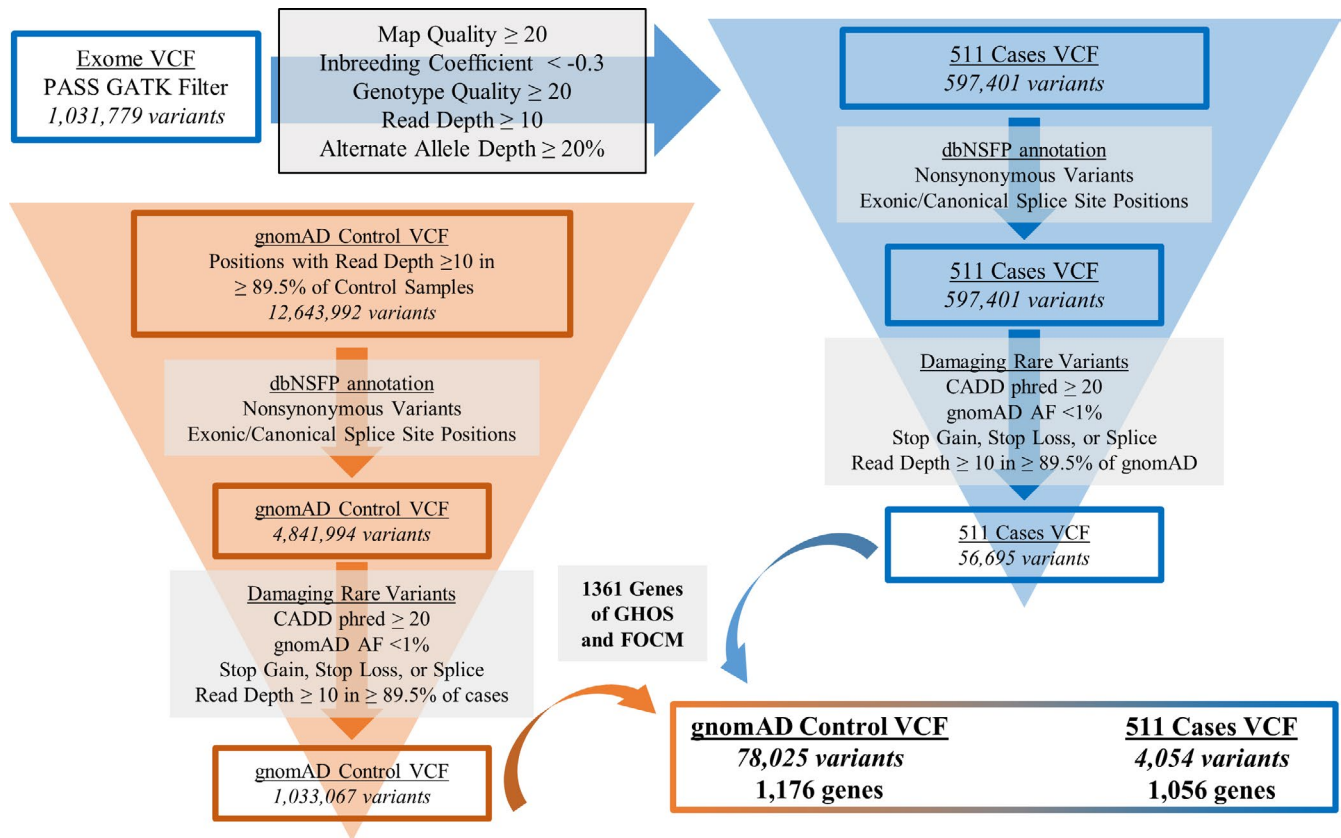 Exome VCF
PASS GATK Filter
1,031,779 variants
Map Quality ≥ 20
Inbreeding Coefficient < -0.3
Genotype Quality ≥ 20
Read Depth ≥ 10
Alternate Allele Depth ≥ 20%
511 Cases VCF
597,401 variants
dbNSFP annotation
Nonsynonymous Variants
Exonic/Canonical Splice Site Positions
511 Cases VCF
597,401 variants
Damaging Rare Variants
CADD phred ≥ 20
gnomAD AF <1%
Stop Gain, Stop Loss, or Splice
Read Depth ≥ 10 in ≥ 89.5% of gnomAD
511 Cases VCF
56,695 variants
gnomAD Control VCF
Positions with Read Depth ≥10 in
≥ 89.5% of Control Samples
12,643,992 variants
dbNSFP annotation
Nonsynonymous Variants
Exonic/Canonical Splice Site Positions
gnomAD Control VCF
4,841,994 variants
Damaging Rare Variants
CADD phred ≥ 20
gnomAD AF <1%
Stop Gain, Stop Loss, or Splice
Read Depth ≥ 10 in ≥ 89.5% of cases
gnomAD Control VCF
1,033,067 variants
1361 Genes
of GHOS
and FOCM
gnomAD Control VCF
78,025 variants
1,176 genes
511 Cases VCF
4,054 variants
1,056 genes